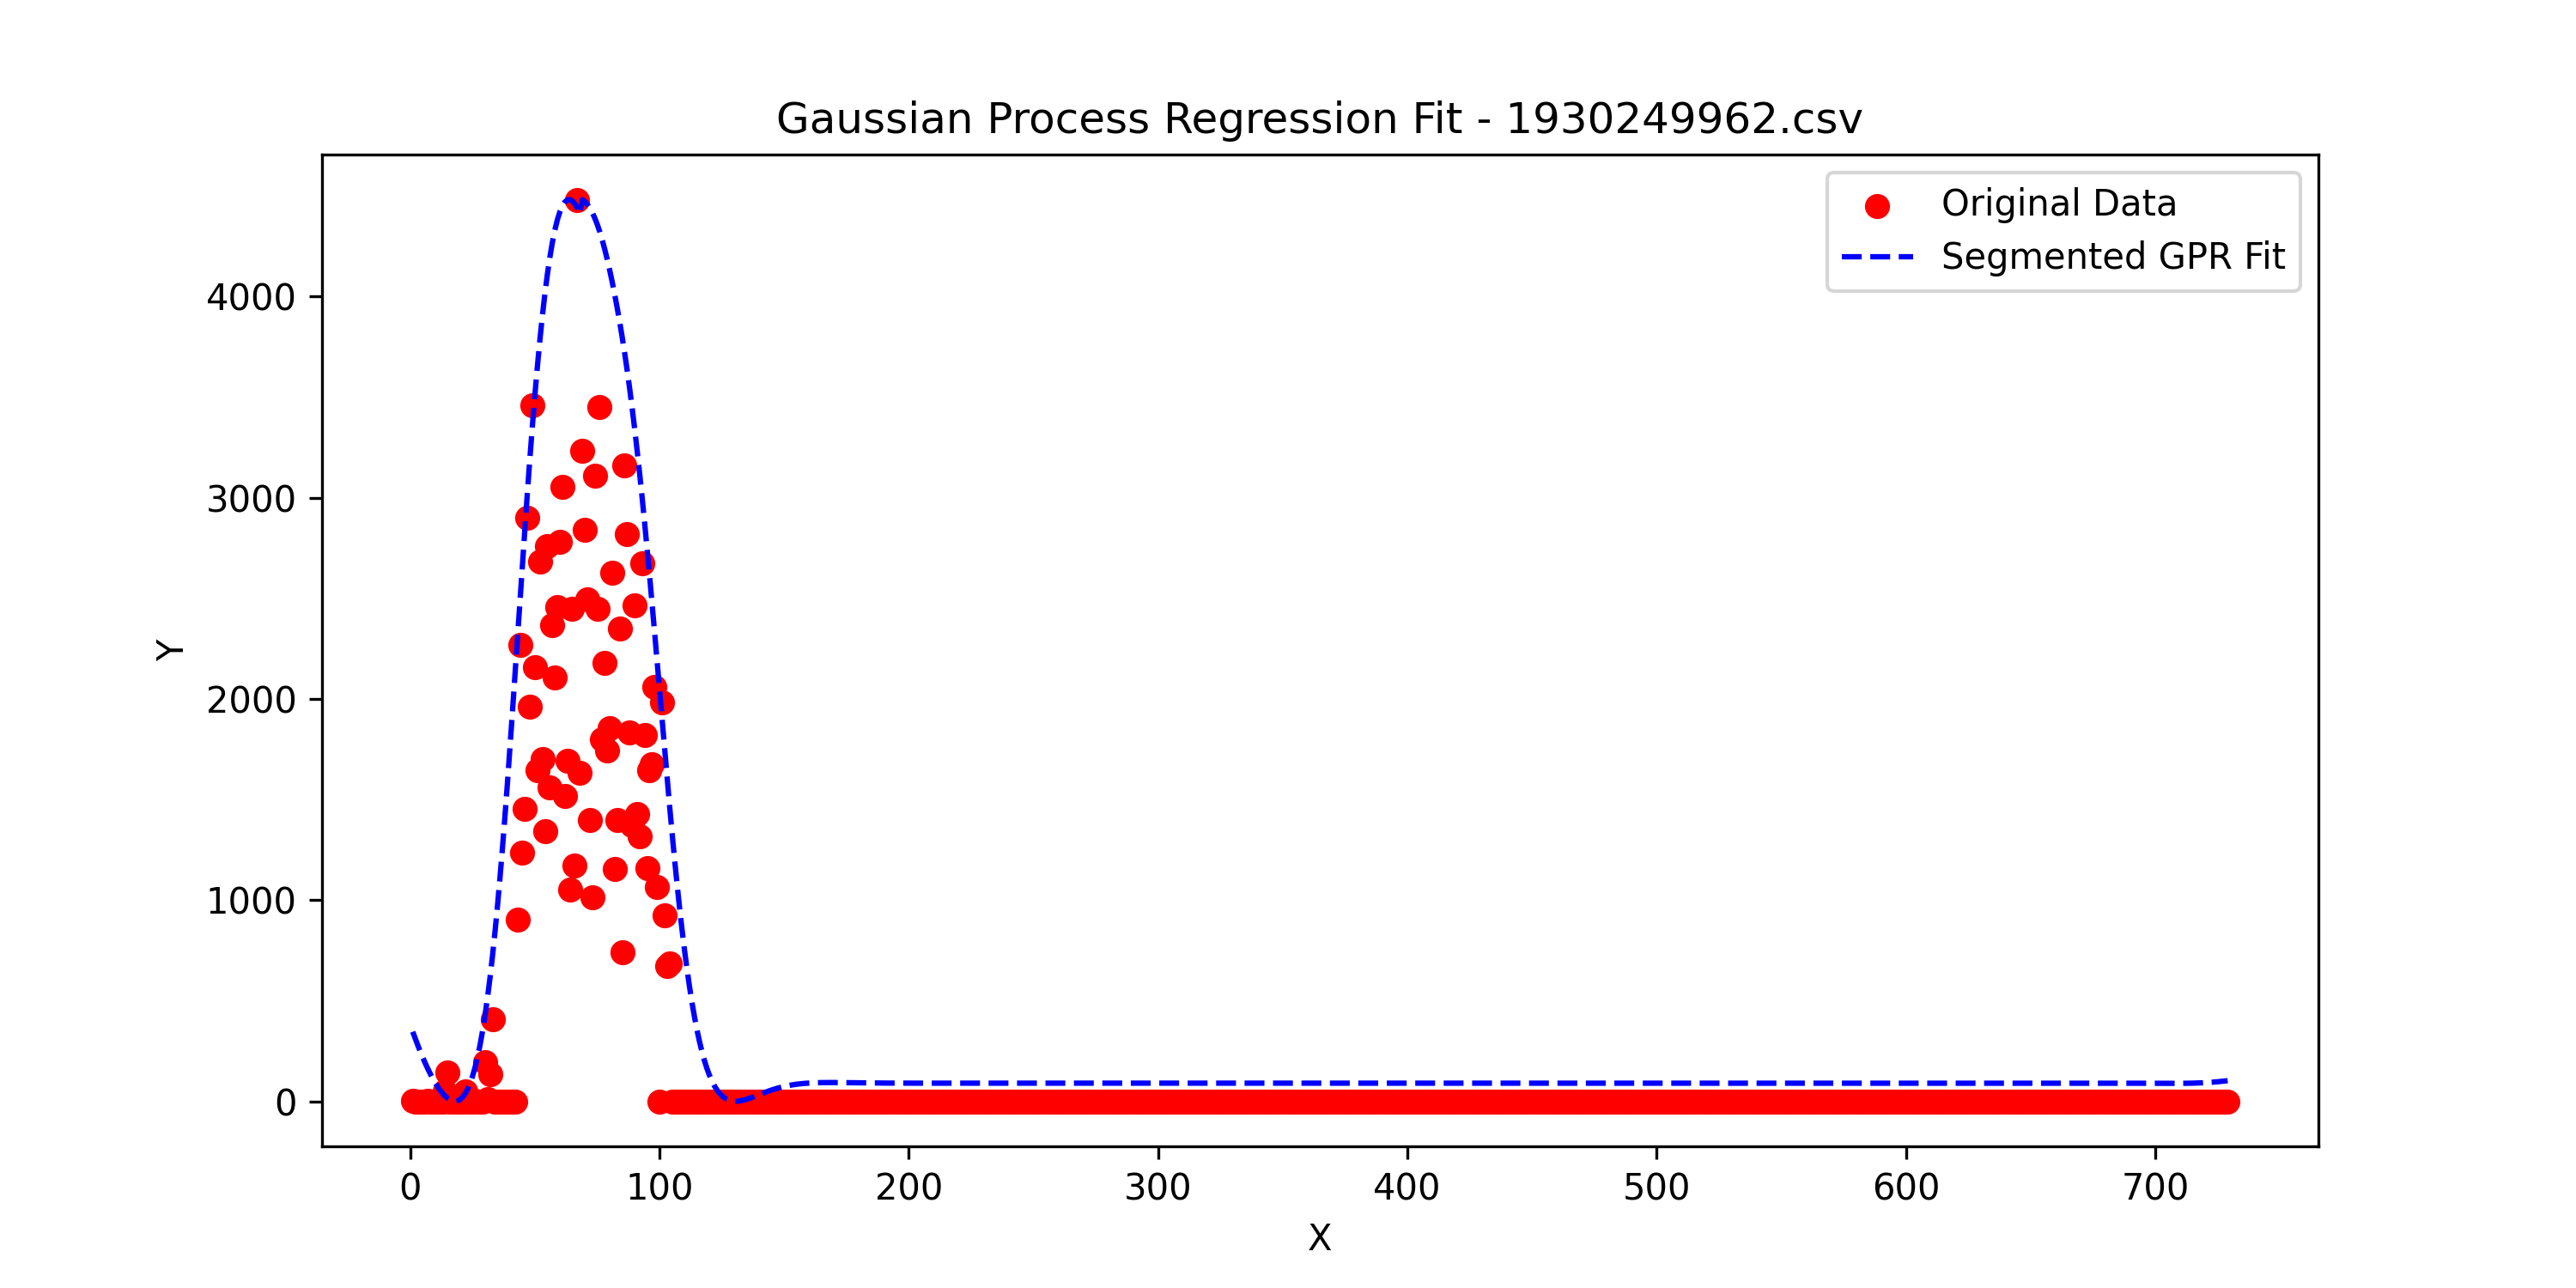 Gaussian Process Regression Fit - 1930249962.csv
Original Data
Segmented GPR Fit
4000
3000
2000
1000
0
Y
0 100 200 300 400 500 600 700
X